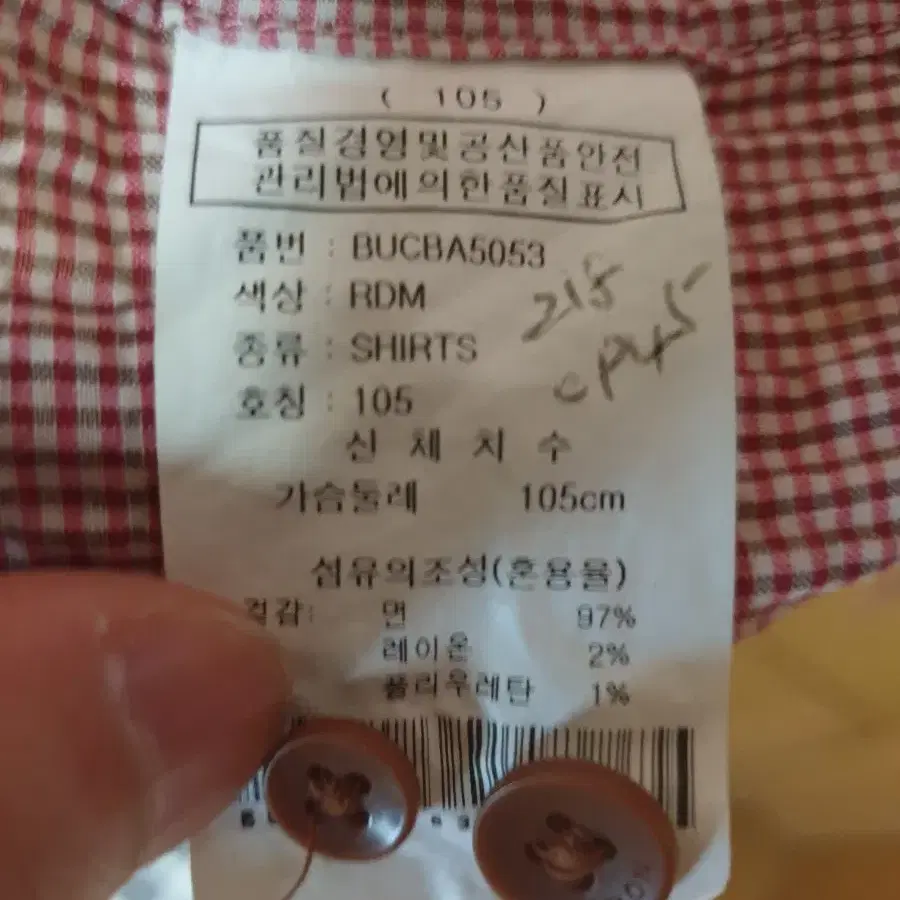 ( 105 )
품질경영및공산품안전
관리법에의한품질표시
품번 : BUCBA5053
색상 : RDM
종류 : SHIRTS
호칭 : 105
신 체 치 수
가슴둘레 105cm
섬유의조성(혼용율)
겉감: 면 97%
레이온 2%
폴리우레탄 1%